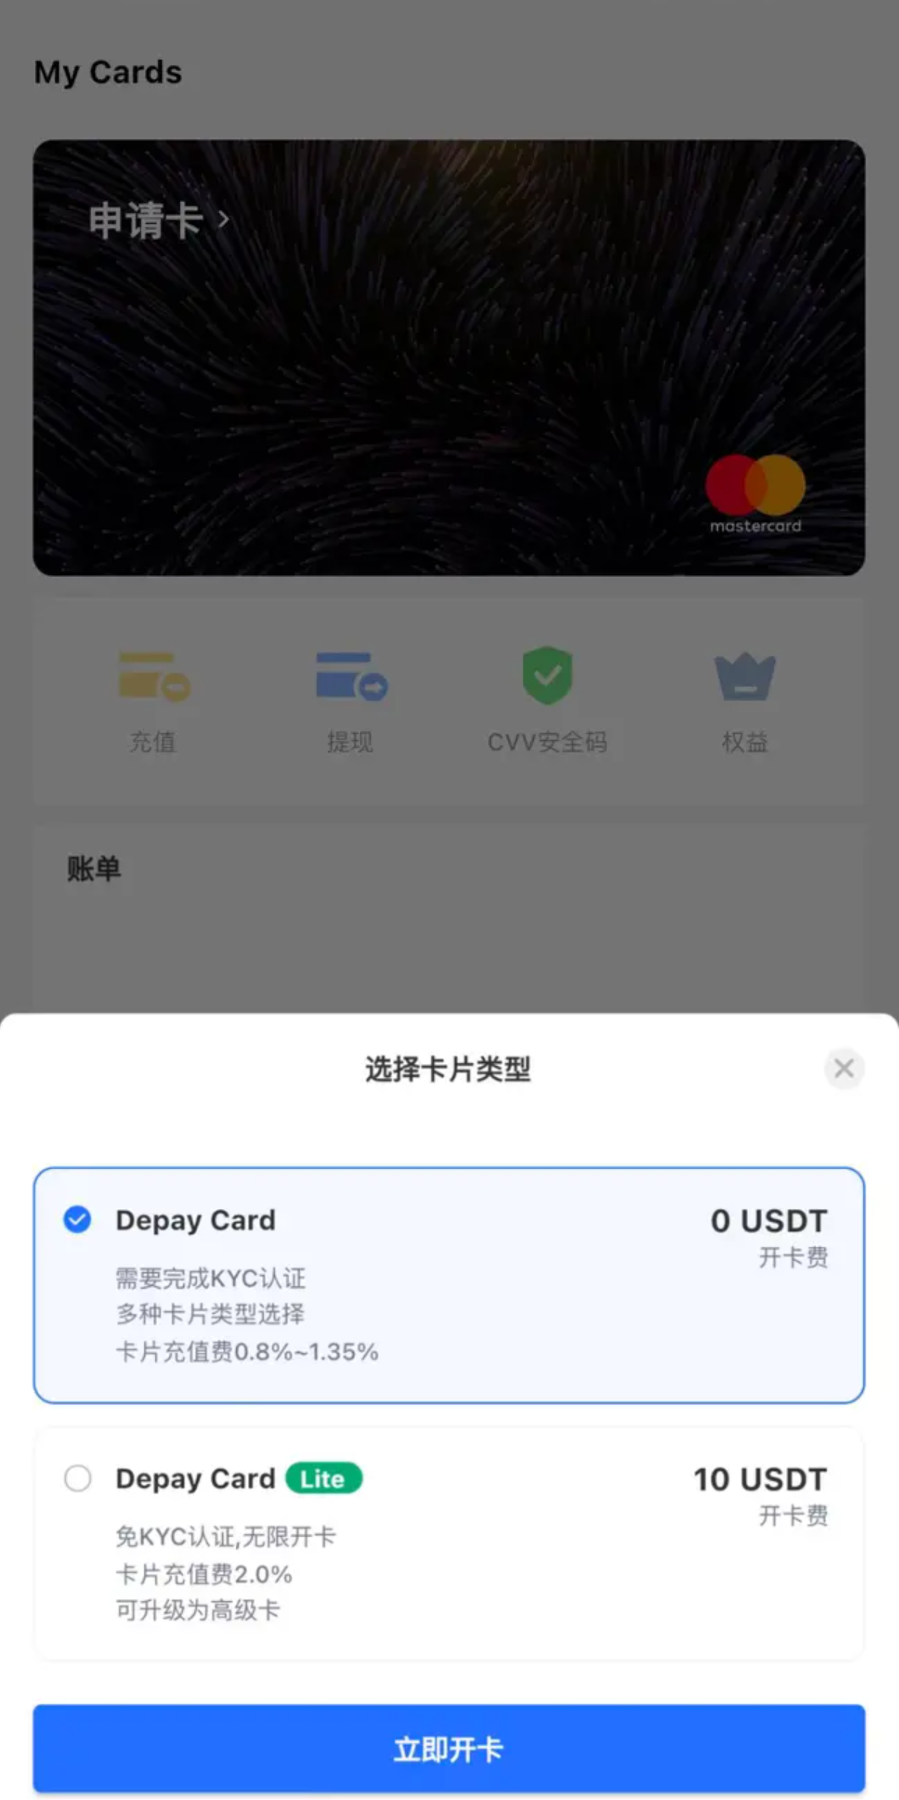 My Cards
申请卡
mastercard
充值
提现
CVV安全码
权益
账单
选择卡片类型
Depay Card
0 USDT
开卡费
需要完成KYC认证
多种卡片类型选择
卡片充值费0.8%~1.35%
Depay Card Lite
10 USDT
开卡费
免KYC认证,无限开卡
卡片充值费2.0%
可升级为高级卡
立即开卡